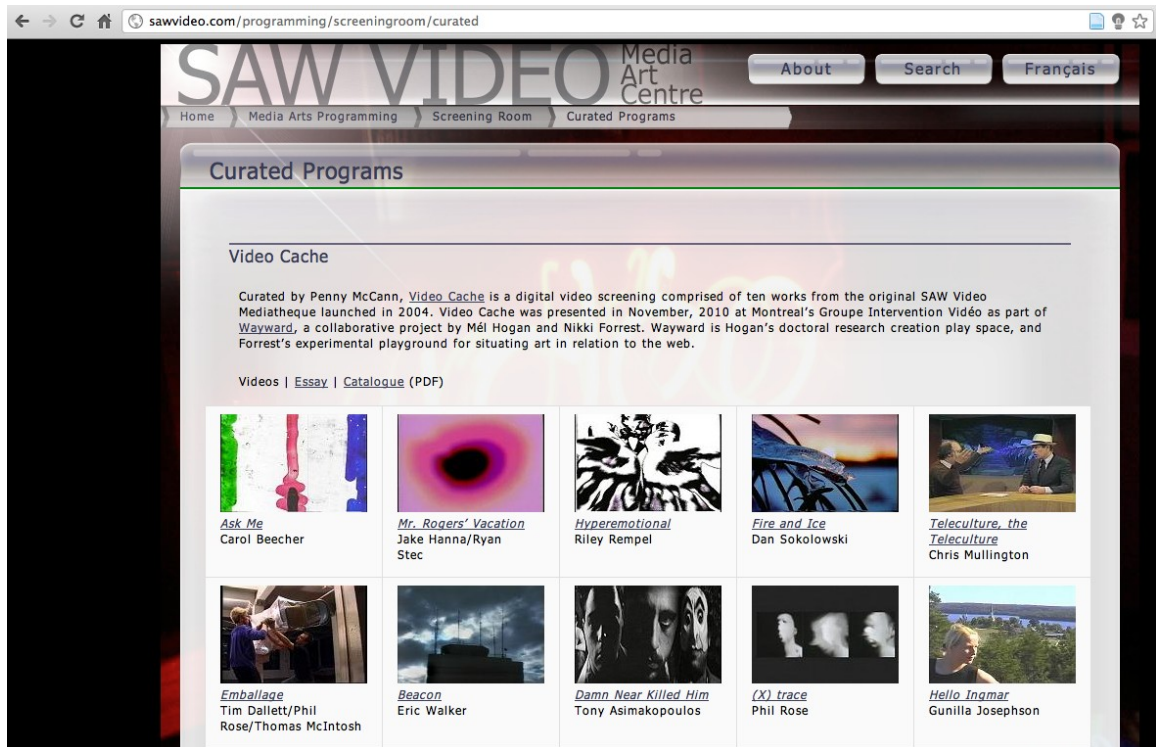 sawvideo.com/programming/screeningroom/curated
SAW VIDEO Media Art Centre
About Search Français
Home Media Arts Programming Screening Room Curated Programs
Curated Programs
Video Cache
Curated by Penny McCann, Video Cache is a digital video screening comprised of ten works from the original SAW Video
Mediatheque launched in 2004. Video Cache was presented in November, 2010 at Montreal's Groupe Intervention Vidéo as part of
Wayward, a collaborative project by Mél Hogan and Nikki Forrest. Wayward is Hogan's doctoral research creation play space, and
Forrest's experimental playground for situating art in relation to the web.
Videos | Essay | Catalogue (PDF)
Ask Me
Carol Beecher
Mr. Rogers' Vacation
Jake Hanna/Ryan
Stec
Hyperemotional
Riley Rempel
Fire and Ice
Dan Sokolowski
Teleculture, the
Teleculture
Chris Mullington
Emballage
Tim Dallett/Phil
Rose/Thomas McIntosh
Beacon
Eric Walker
Damn Near Killed Him
Tony Asimakopoulos
(X) trace
Phil Rose
Hello Ingmar
Gunilla Josephson